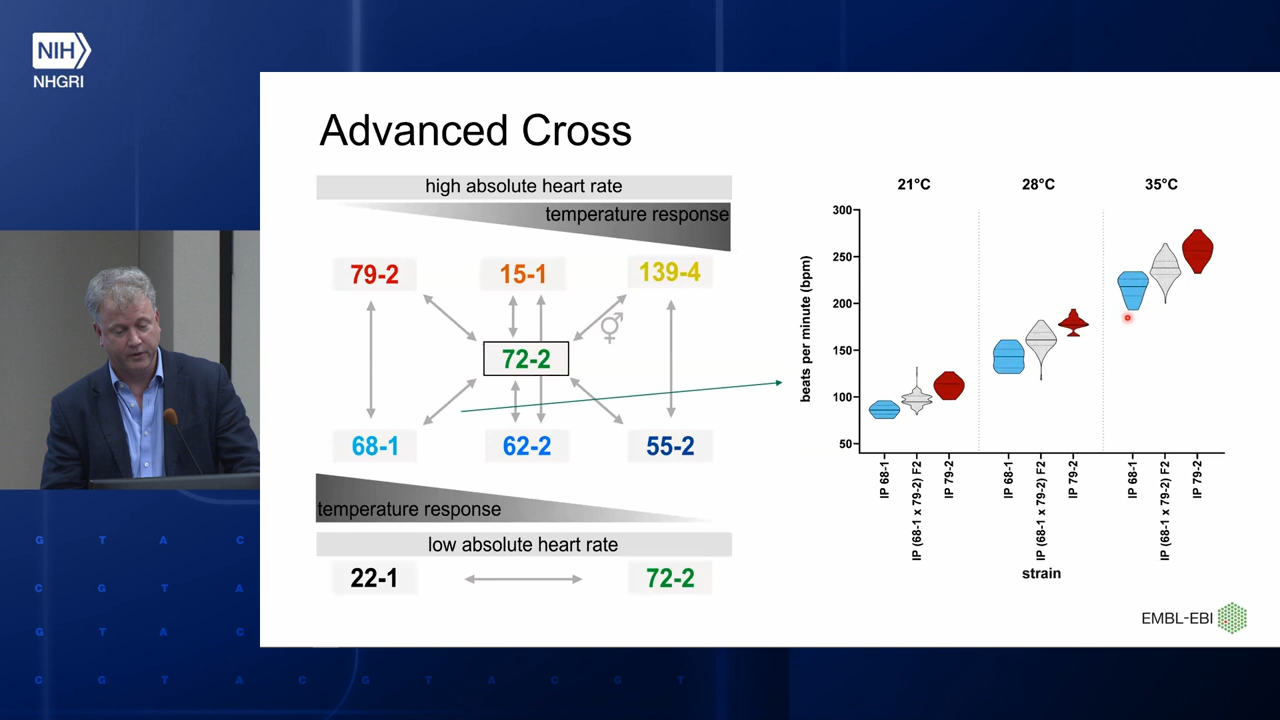 NIH
NHGRI
Advanced Cross
high absolute heart rate
temperature response
79-2
15-1
139-4
72-2
68-1
62-2
55-2
temperature response
low absolute heart rate
22-1
72-2
21°C
28°C
35°C
beats per minute (bpm)
300
250
200
150
100
50
IP 68-1
IP (68-1 x 79-2) F2
IP 79-2
IP 68-1
IP (68-1 x 79-2) F2
IP 79-2
IP 68-1
IP (68-1 x 79-2) F2
IP 79-2
strain
EMBL-EBI
G T A C
C G T A
G T A C
C G T A C G T A C G T